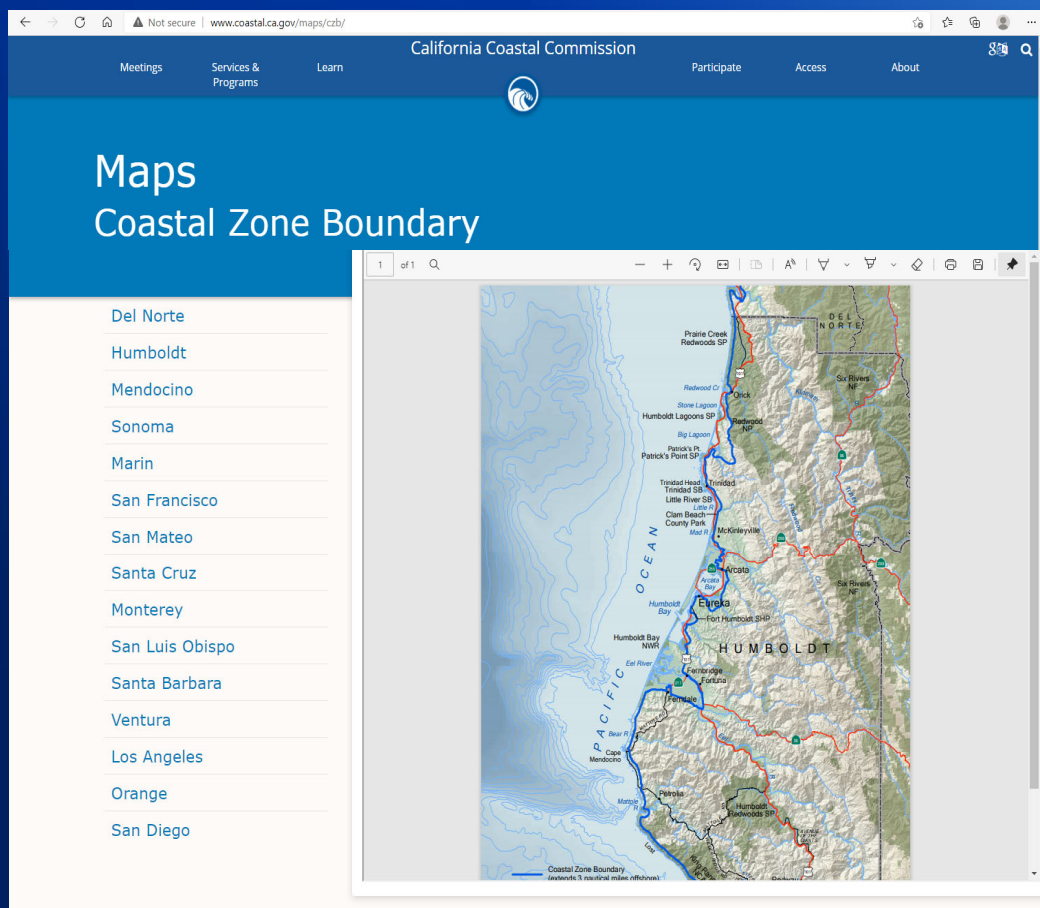 Not secure www.coastal.ca.gov/maps/czb/
California Coastal Commission
Meetings
Services &
Programs
Learn
Participate
Access
About
Maps
Coastal Zone Boundary
Del Norte
Humboldt
Mendocino
Sonoma
Marin
San Francisco
San Mateo
Santa Cruz
Monterey
San Luis Obispo
Santa Barbara
Ventura
Los Angeles
Orange
San Diego
1 of 1
DEL
NORTE
Prairie Creek
Redwoods SP
Six Rivers
NF
Redwood Cr
Orick
Stone Lagoon
Humboldt Lagoons SP
Redwood
NP
Big Lagoon
Patrick's Pt.
Patrick's Point SP
Trinidad Head
Trinidad
Trinidad SB
Little River SB
Little R
Clam Beach
County Park
Mad R
McKinleyville
Arcata
Arcata
Bay
Six Rivers
NF
Humboldt
Bay
Eureka
Fort Humboldt SHP
Humboldt Bay
NWR
HUMBOLDT
Eel River
Fernbridge
Fortuna
Ferndale
PACIFIC OCEAN
Bear R
Cape
Mendocino
Petrolia
Mattole
R
Humboldt
Redwoods SP
Lost
Coastal Zone Boundary
(extends 3 nautical miles offshore)